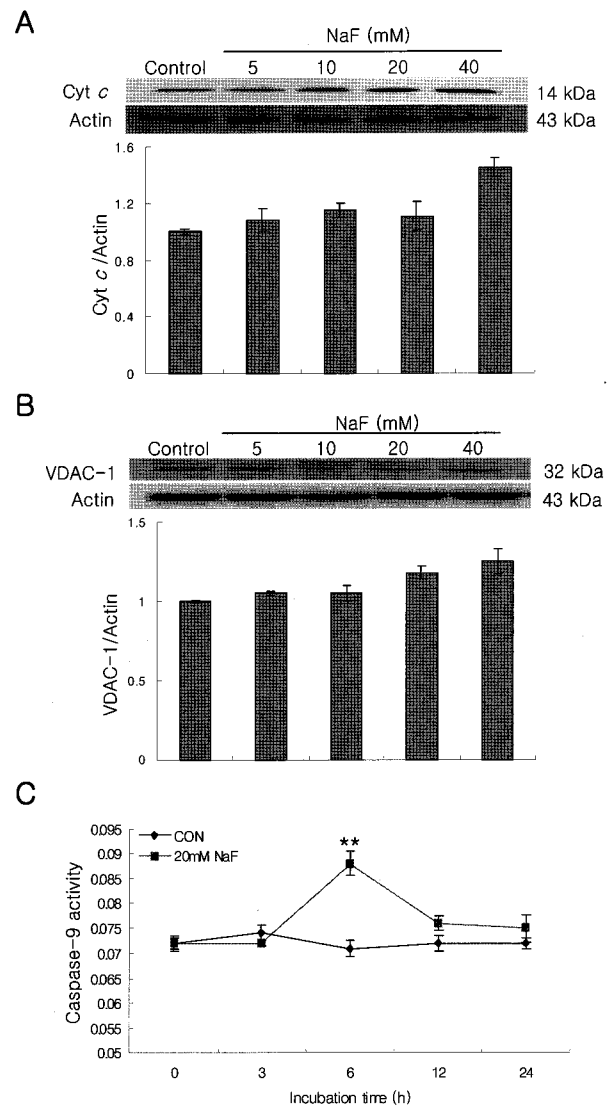 A
NaF (mM)
Control 5 10 20 40
Cyt c 14 kDa
Actin 43 kDa
1.6
1.2
0.8
0.4
0
Cyt c/Actin
B
NaF (mM)
Control 5 10 20 40
VDAC-1 32 kDa
Actin 43 kDa
1.5
1
0.5
0
VDAC-1/Actin
C
0.095
0.09
0.085
0.08
0.075
0.07
0.065
0.06
0.055
0.05
Caspase-9 activity
CON
20mM NaF
**
0 3 6 12 24
Incubation time (h)